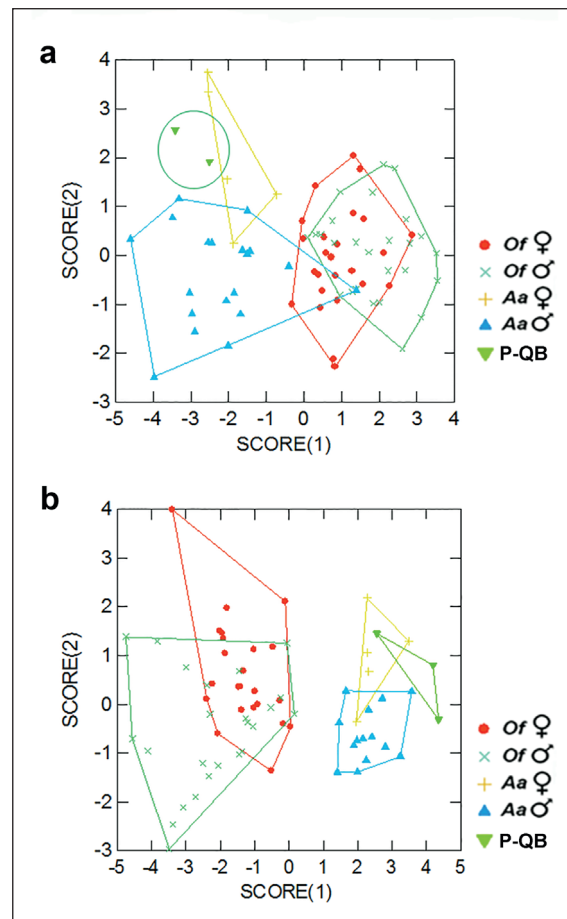 a
4
3
2
1
0
-1
-2
-3
SCORE(2)
-5 -4 -3 -2 -1 0 1 2 3 4
SCORE(1)
Of ♀
Of ♂
Aa ♀
Aa ♂
P-QB
b
4
3
2
1
0
-1
-2
-3
SCORE(2)
-5 -4 -3 -2 -1 0 1 2 3 4 5
SCORE(1)
Of ♀
Of ♂
Aa ♀
Aa ♂
P-QB